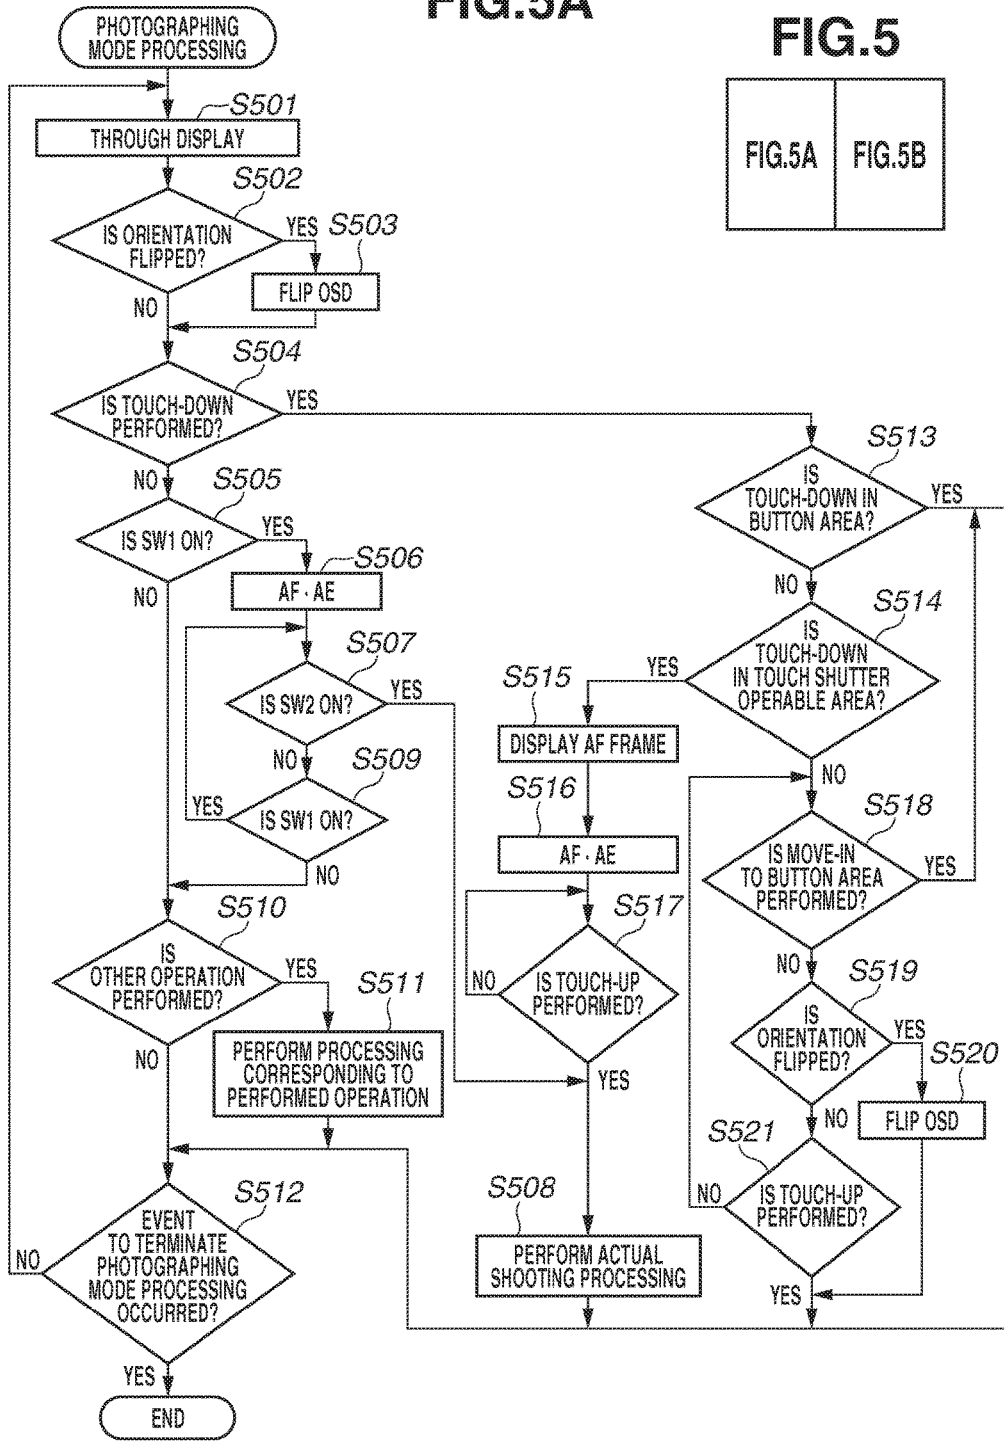 FIG.5A
FIG.5
FIG.5A
FIG.5B
PHOTOGRAPHING
MODE PROCESSING
S501
THROUGH DISPLAY
S502
IS ORIENTATION
FLIPPED?
YES
S503
FLIP OSD
NO
S504
IS TOUCH-DOWN
PERFORMED?
YES
NO
S505
IS SW1 ON?
YES
NO
S506
AF · AE
S507
IS SW2 ON?
YES
NO
S509
IS SW1 ON?
YES
NO
S510
IS
OTHER OPERATION
PERFORMED?
YES
NO
S511
PERFORM PROCESSING
CORRESPONDING TO
PERFORMED OPERATION
S512
EVENT
TO TERMINATE
PHOTOGRAPHING
MODE PROCESSING
OCCURRED?
NO
YES
END
S513
IS
TOUCH-DOWN IN
BUTTON AREA?
YES
NO
S514
IS
TOUCH-DOWN
IN TOUCH SHUTTER
OPERABLE AREA?
YES
NO
S515
DISPLAY AF FRAME
S516
AF · AE
S517
IS TOUCH-UP
PERFORMED?
NO
YES
S508
PERFORM ACTUAL
SHOOTING PROCESSING
S518
IS MOVE-IN
TO BUTTON AREA
PERFORMED?
YES
NO
S519
IS
ORIENTATION
FLIPPED?
YES
NO
S520
FLIP OSD
S521
IS TOUCH-UP
PERFORMED?
NO
YES